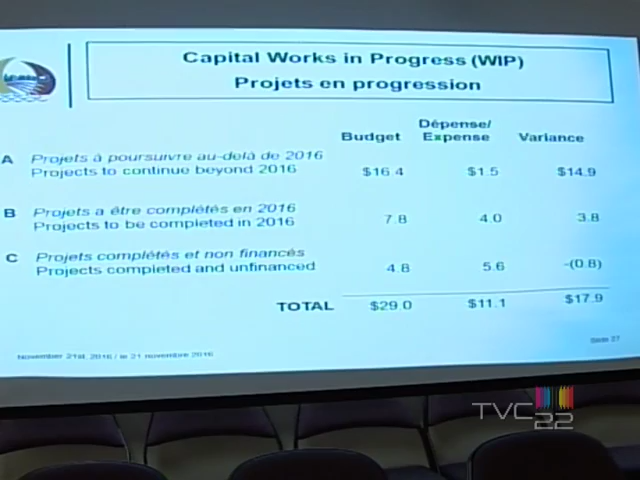 Capital Works in Progress (WIP)
Projets en progression
Budget Dépense/ Expense Variance
A Projets à poursuivre au-delà de 2016
Projects to continue beyond 2016 $16.4 $1.5 $14.9
B Projets a être complétés en 2016
Projects to be completed in 2016 7.8 4.0 3.8
C Projets complétés et non financés
Projects completed and unfinanced 4.8 5.6 -(0.8)
TOTAL $29.0 $11.1 $17.9
Slide 27
November 21st, 2016 / le 21 novembre 2016
TVC22